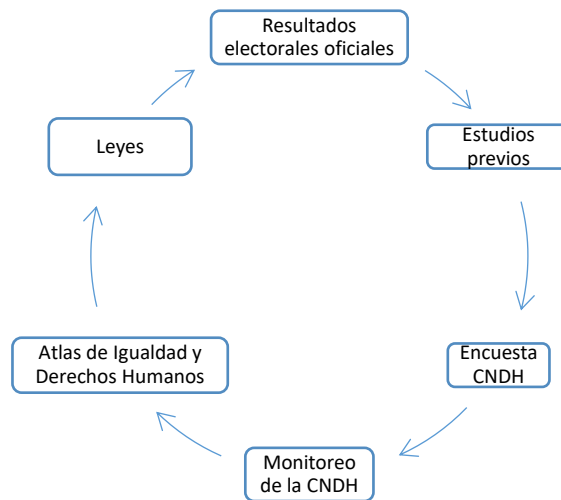 Resultados
electorales oficiales
Estudios
previos
Encuesta
CNDH
Monitoreo
de la CNDH
Atlas de Igualdad y
Derechos Humanos
Leyes